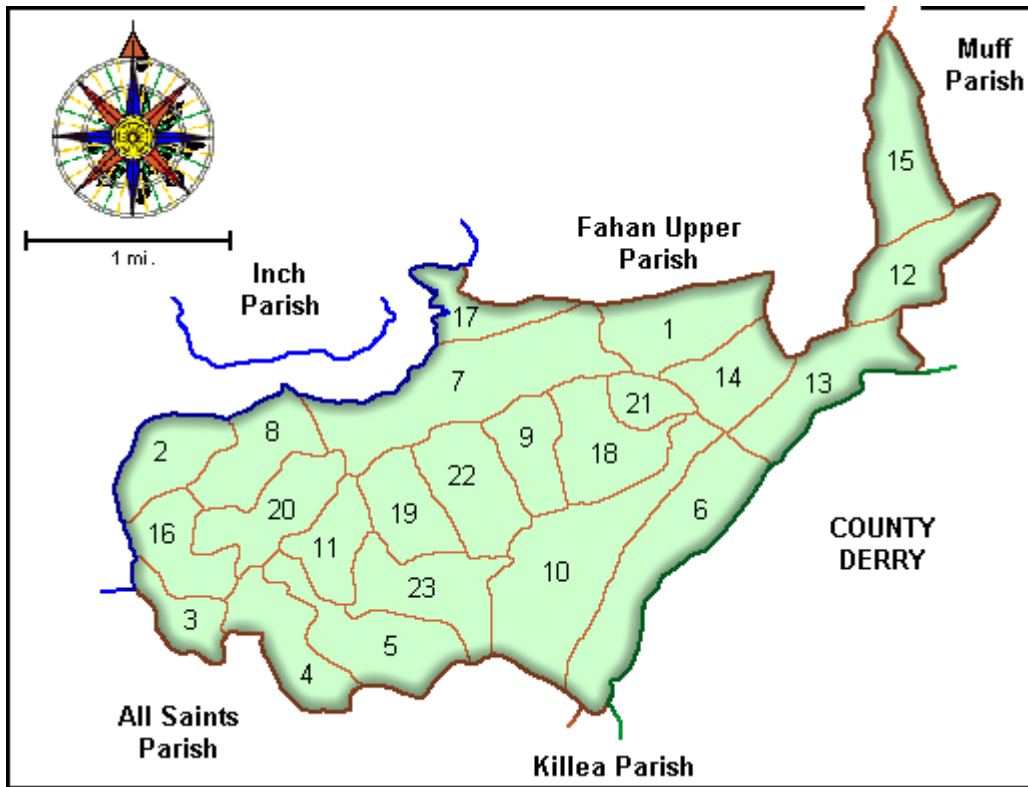 Muff
Parish
15
Fahan Upper
Parish
1 mi.
Inch
Parish
12
17
1
7
14
13
21
2
8
9
18
22
20
19
6
16
11
COUNTY
DERRY
10
23
3
5
4
All Saints
Parish
Killea Parish